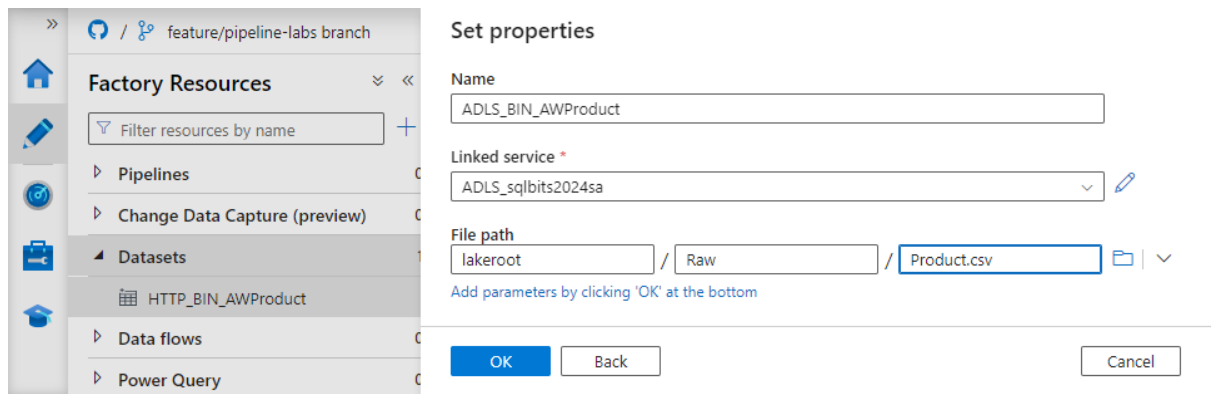 »
/ feature/pipeline-labs branch
Factory Resources
Filter resources by name
Pipelines
Change Data Capture (preview)
Datasets
HTTP_BIN_AWProduct
Data flows
Power Query
Set properties
Name
ADLS_BIN_AWProduct
Linked service *
ADLS_sqlbits2024sa
File path
lakeroot / Raw / Product.csv
Add parameters by clicking 'OK' at the bottom
OK Back Cancel